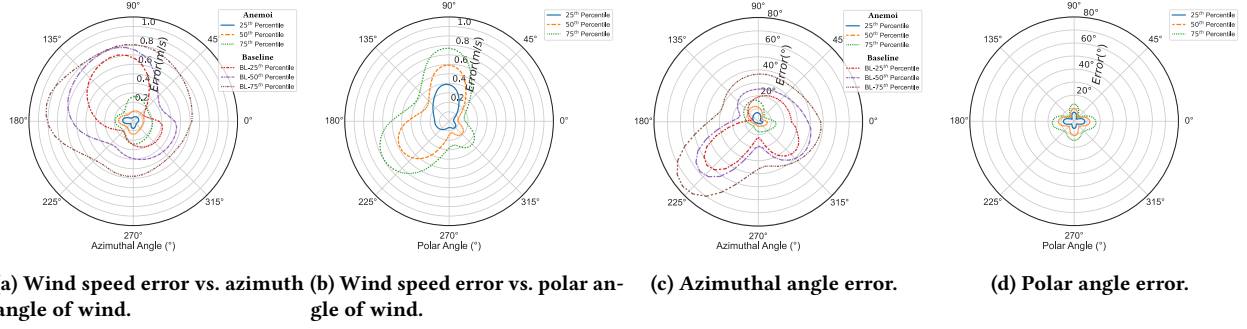 90°
135°
45
180°
0°
225°
315°
270°
1.0
0.8
0.6
0.4
0.2
Error(m/s)
Azimuthal Angle (°)
Anemoi
25th Percentile
50th Percentile
75th Percentile
Baseline
BL-25th Percentile
BL-50th Percentile
BL-75th Percentile
90°
135°
45°
180°
0°
225°
315°
270°
1.0
0.8
0.6
0.4
0.2
Error(m/s)
Polar Angle (°)
25th Percentile
50th Percentile
75th Percentile
90°
135°
45
180°
0°
225°
315°
270°
80°
60°
40°
20°
Error(°)
Azimuthal Angle (°)
Anemoi
25th Percentile
50th Percentile
75th Percentile
Baseline
BL-25th Percentile
BL-50th Percentile
BL-75th Percentile
90°
135°
45°
180°
0°
225°
315°
270°
80°
60°
40°
20°
Error(°)
Polar Angle (°)
25th Percentile
50th Percentile
75th Percentile
a) Wind speed error vs. azimuth
angle of wind.
(b) Wind speed error vs. polar an-
gle of wind.
(c) Azimuthal angle error.
(d) Polar angle error.